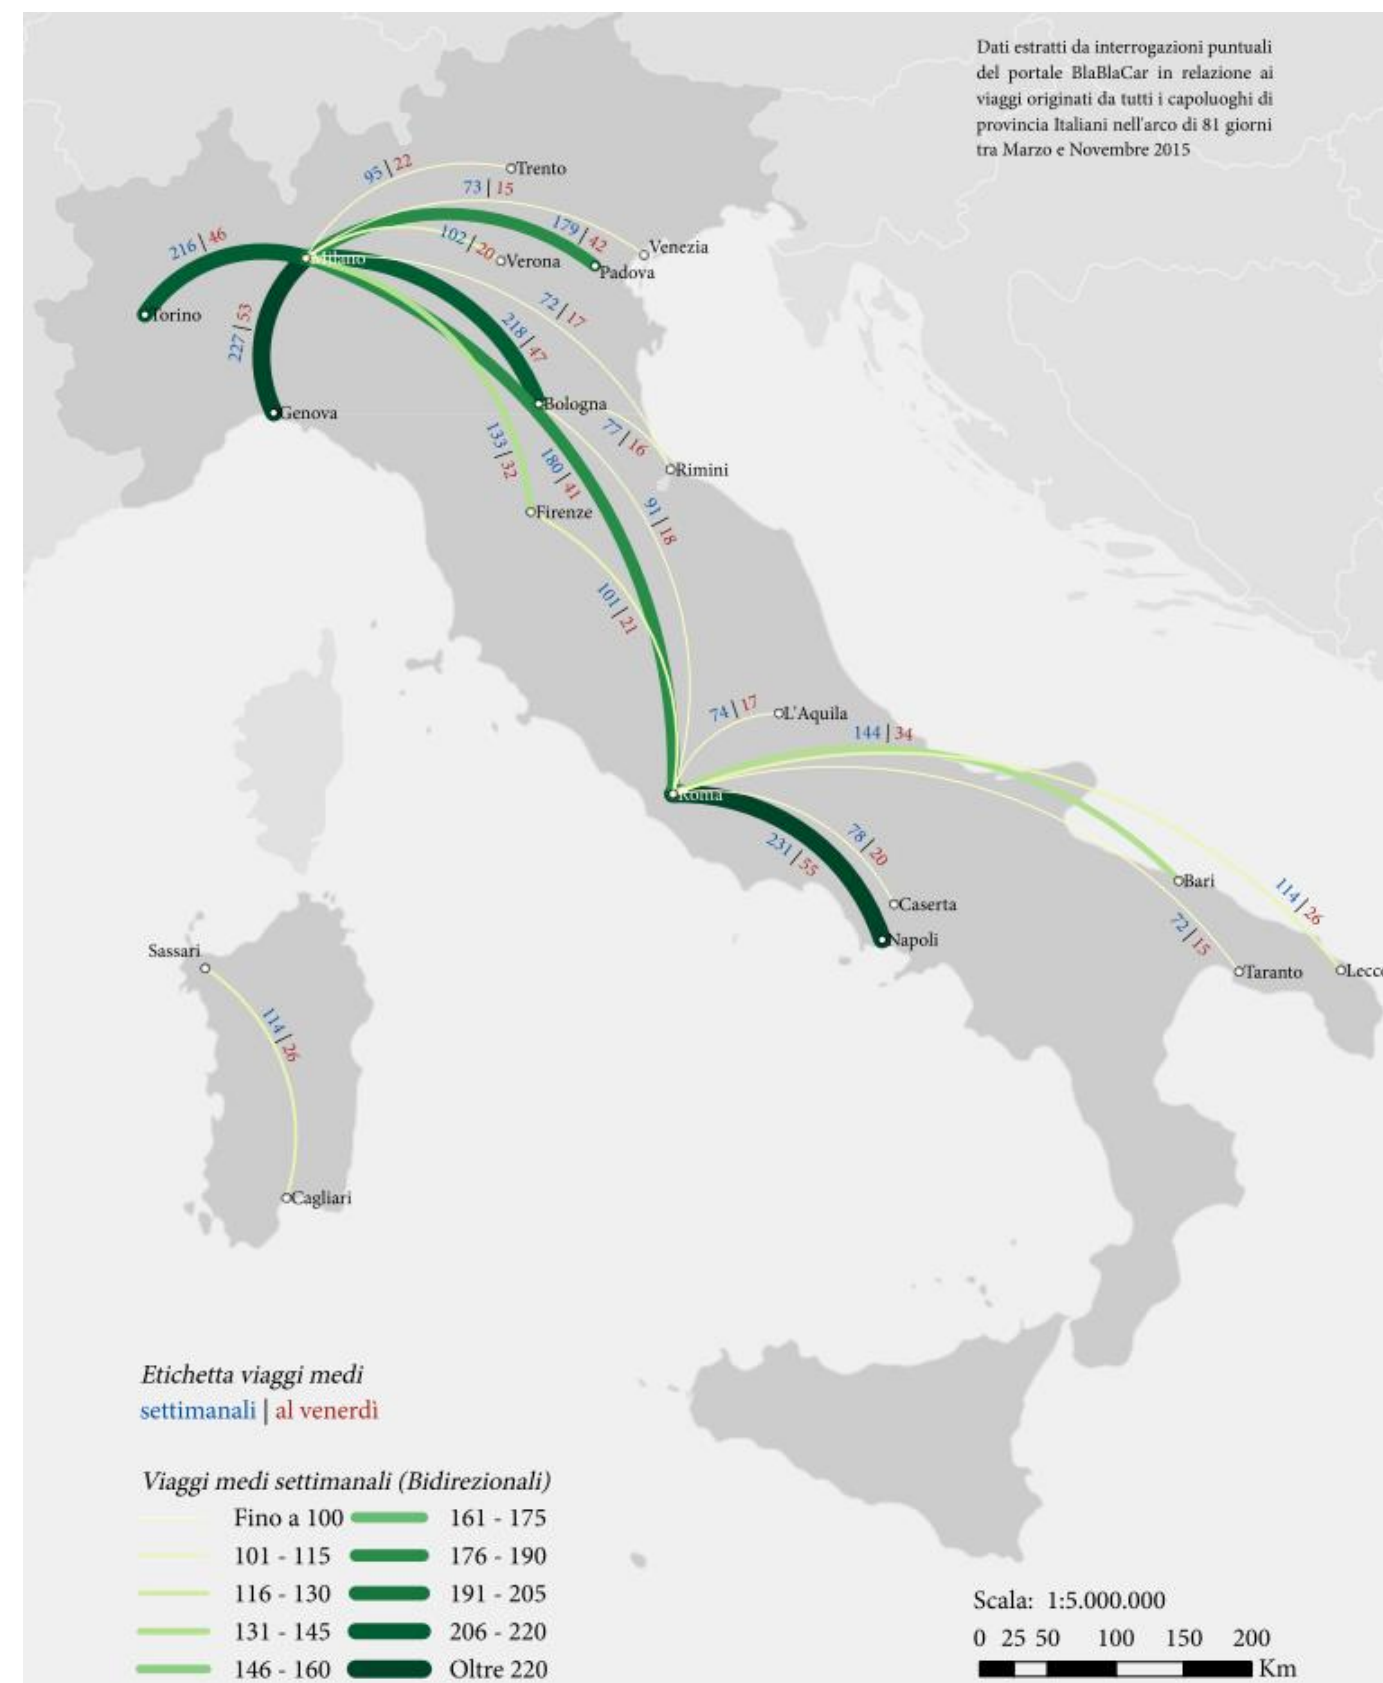 Dati estratti da interrogazioni puntuali
del portale BlaBlaCar in relazione ai
viaggi originati da tutti i capoluoghi di
provincia Italiani nell'arco di 81 giorni
tra Marzo e Novembre 2015
95|22
Trento
73|15
179|42
216|46
102|20
Venezia
Milano
Verona
Padova
Torino
72|17
227|53
218|47
Bologna
Genova
77|16
133|32
180|41
Rimini
91|18
Firenze
101|21
74|17
L'Aquila
144|34
Roma
78|20
231|55
Bari
114|26
Caserta
72|15
Napoli
Sassari
Taranto
Lecc
114|26
Cagliari
Etichetta viaggi medi
settimanali | al venerdì
Viaggi medi settimanali (Bidirezionali)
Fino a 100 161 - 175
101 - 115 176 - 190
116 - 130 191 - 205
131 - 145 206 - 220
146 - 160 Oltre 220
Scala: 1:5.000.000
0 25 50 100 150 200
Km